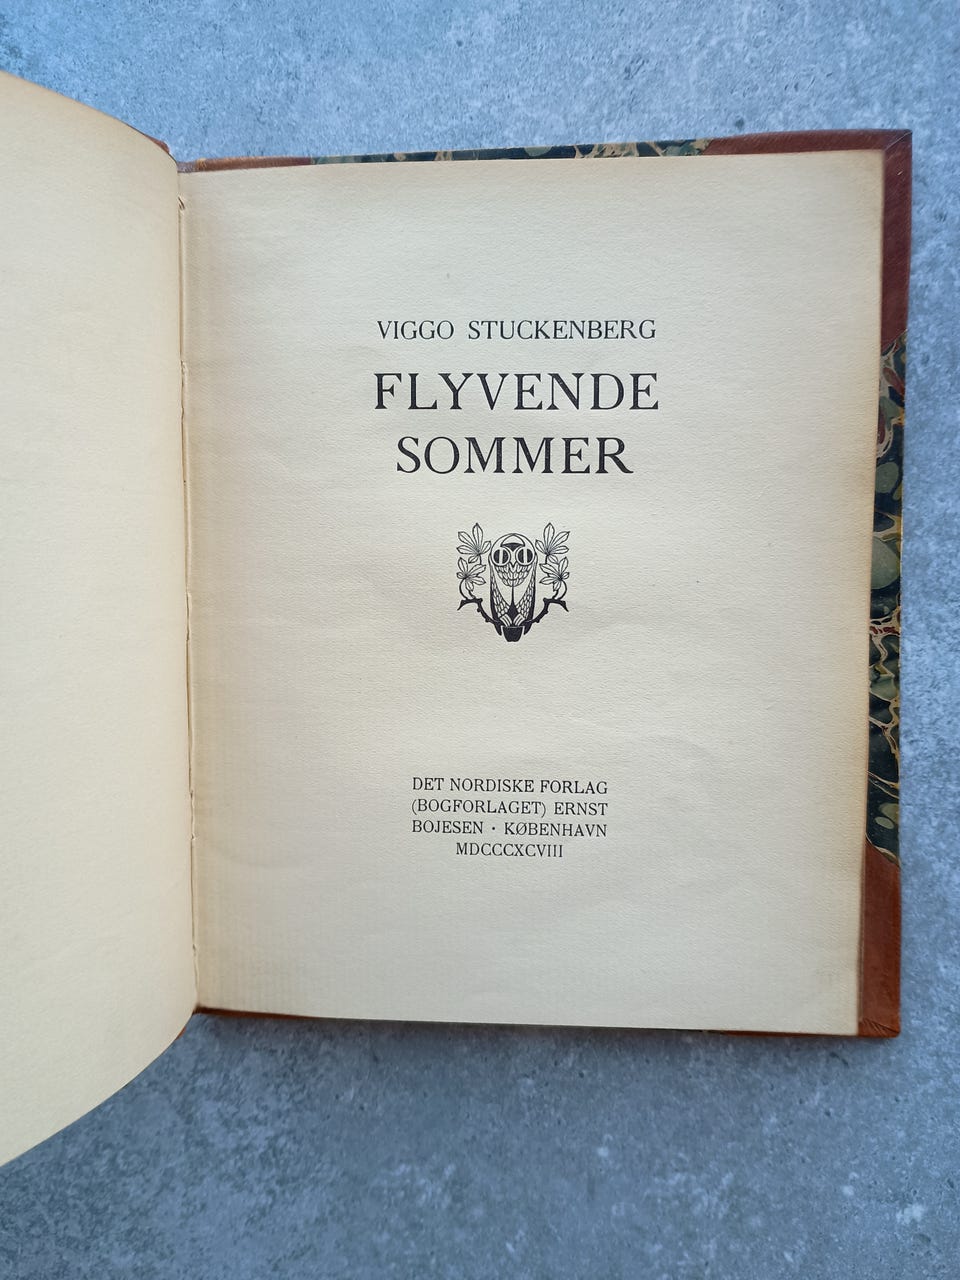 VIGGO STUCKENBERG
FLYVENDE
SOMMER
DET NORDISKE FORLAG
(BOGFORLAGET) ERNST
BOJESEN · KØBENHAVN
MDCCCXCVIII